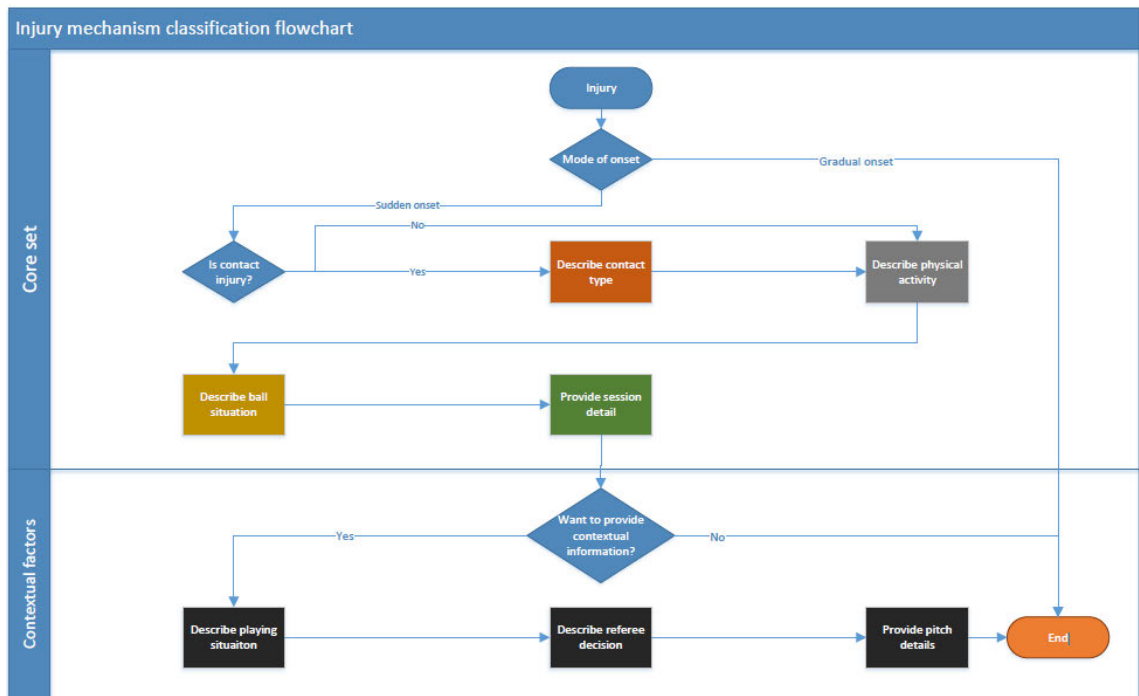 Injury mechanism classification flowchart
Core set
Injury
Mode of onset
Gradual onset
Sudden onset
No
Is contact
injury?
Yes
Describe contact
type
Describe physical
activity
Describe ball
situation
Provide session
detail
Contextual factors
Want to provide
contextual
information?
Yes
No
Describe playing
situaiton
Describe referee
decision
Provide pitch
details
End